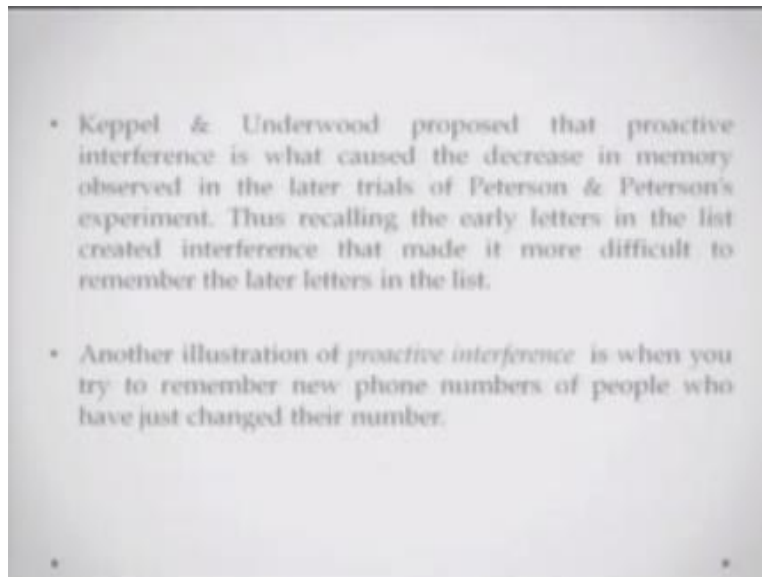 • Keppel & Underwood proposed that proactive
interference is what caused the decrease in memory
observed in the later trials of Peterson & Peterson's
experiment. Thus recalling the early letters in the list
created interference that made it more difficult to
remember the later letters in the list.
• Another illustration of proactive interference is when you
try to remember new phone numbers of people who
have just changed their number.